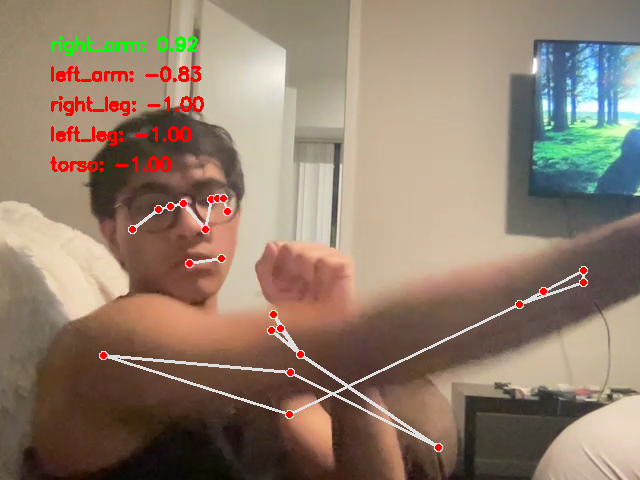 right_arm: 0.92
left_arm: -0.83
right_leg: -1.00
left_leg: -1.00
torso: -1.00